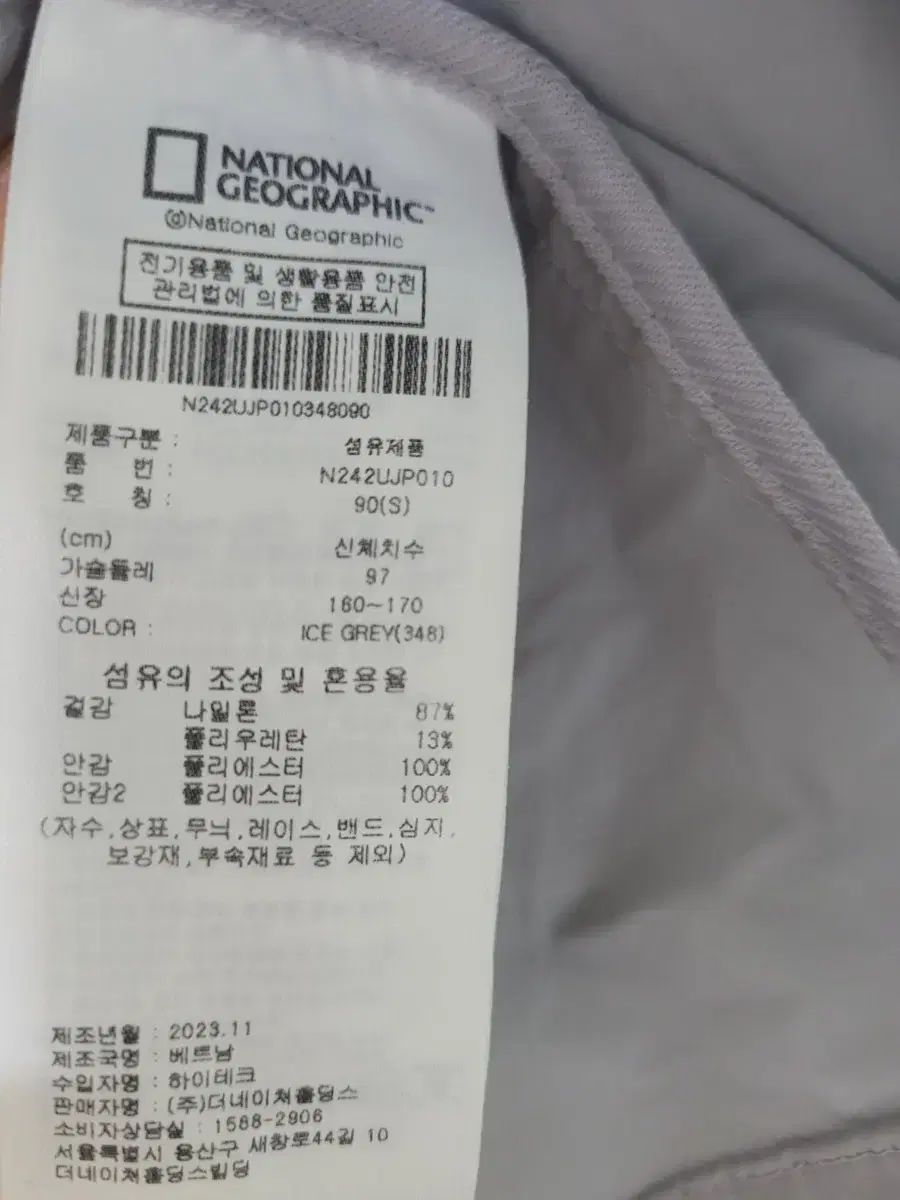 NATIONAL
GEOGRAPHIC™
ⓓNational Geographic
전기용품 및 생활용품 안전
관리법에 의한 품질표시
N242UJP010348090
제품구분 : 섬유제품
품 번 : N242UJP010
호 칭 : 90(S)
(cm) 신체치수
가슴둘레 97
신장 160~170
COLOR : ICE GREY(348)
섬유의 조성 및 혼용율
겉감 나일론 87%
폴리우레탄 13%
안감 폴리에스터 100%
안감2 폴리에스터 100%
(자수,상표,무늬,레이스,밴드,심지,
보강재,부속재료 등 제외)
제조년월 : 2023.11
제조국명 : 베트남
수입자명 : 하이테크
판매자명 : (주)더네이쳐홀딩스
소비자상담실 : 1588-2906
서울특별시 용산구 새창로44길 10
더네이쳐홀딩스빌딩